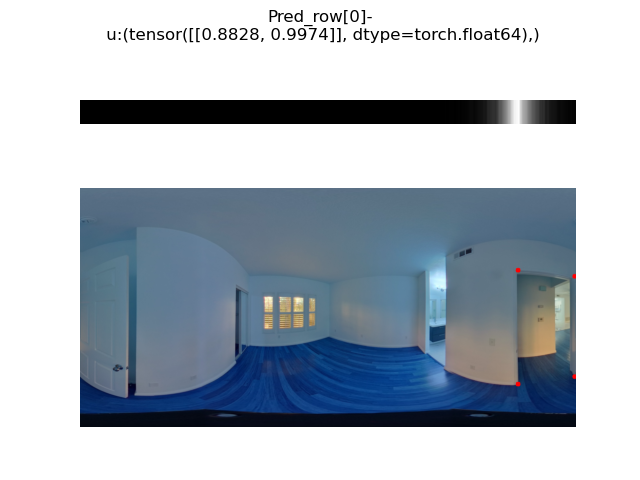 Pred_row[0]-
u:(tensor([[0.8828, 0.9974]], dtype=torch.float64),)